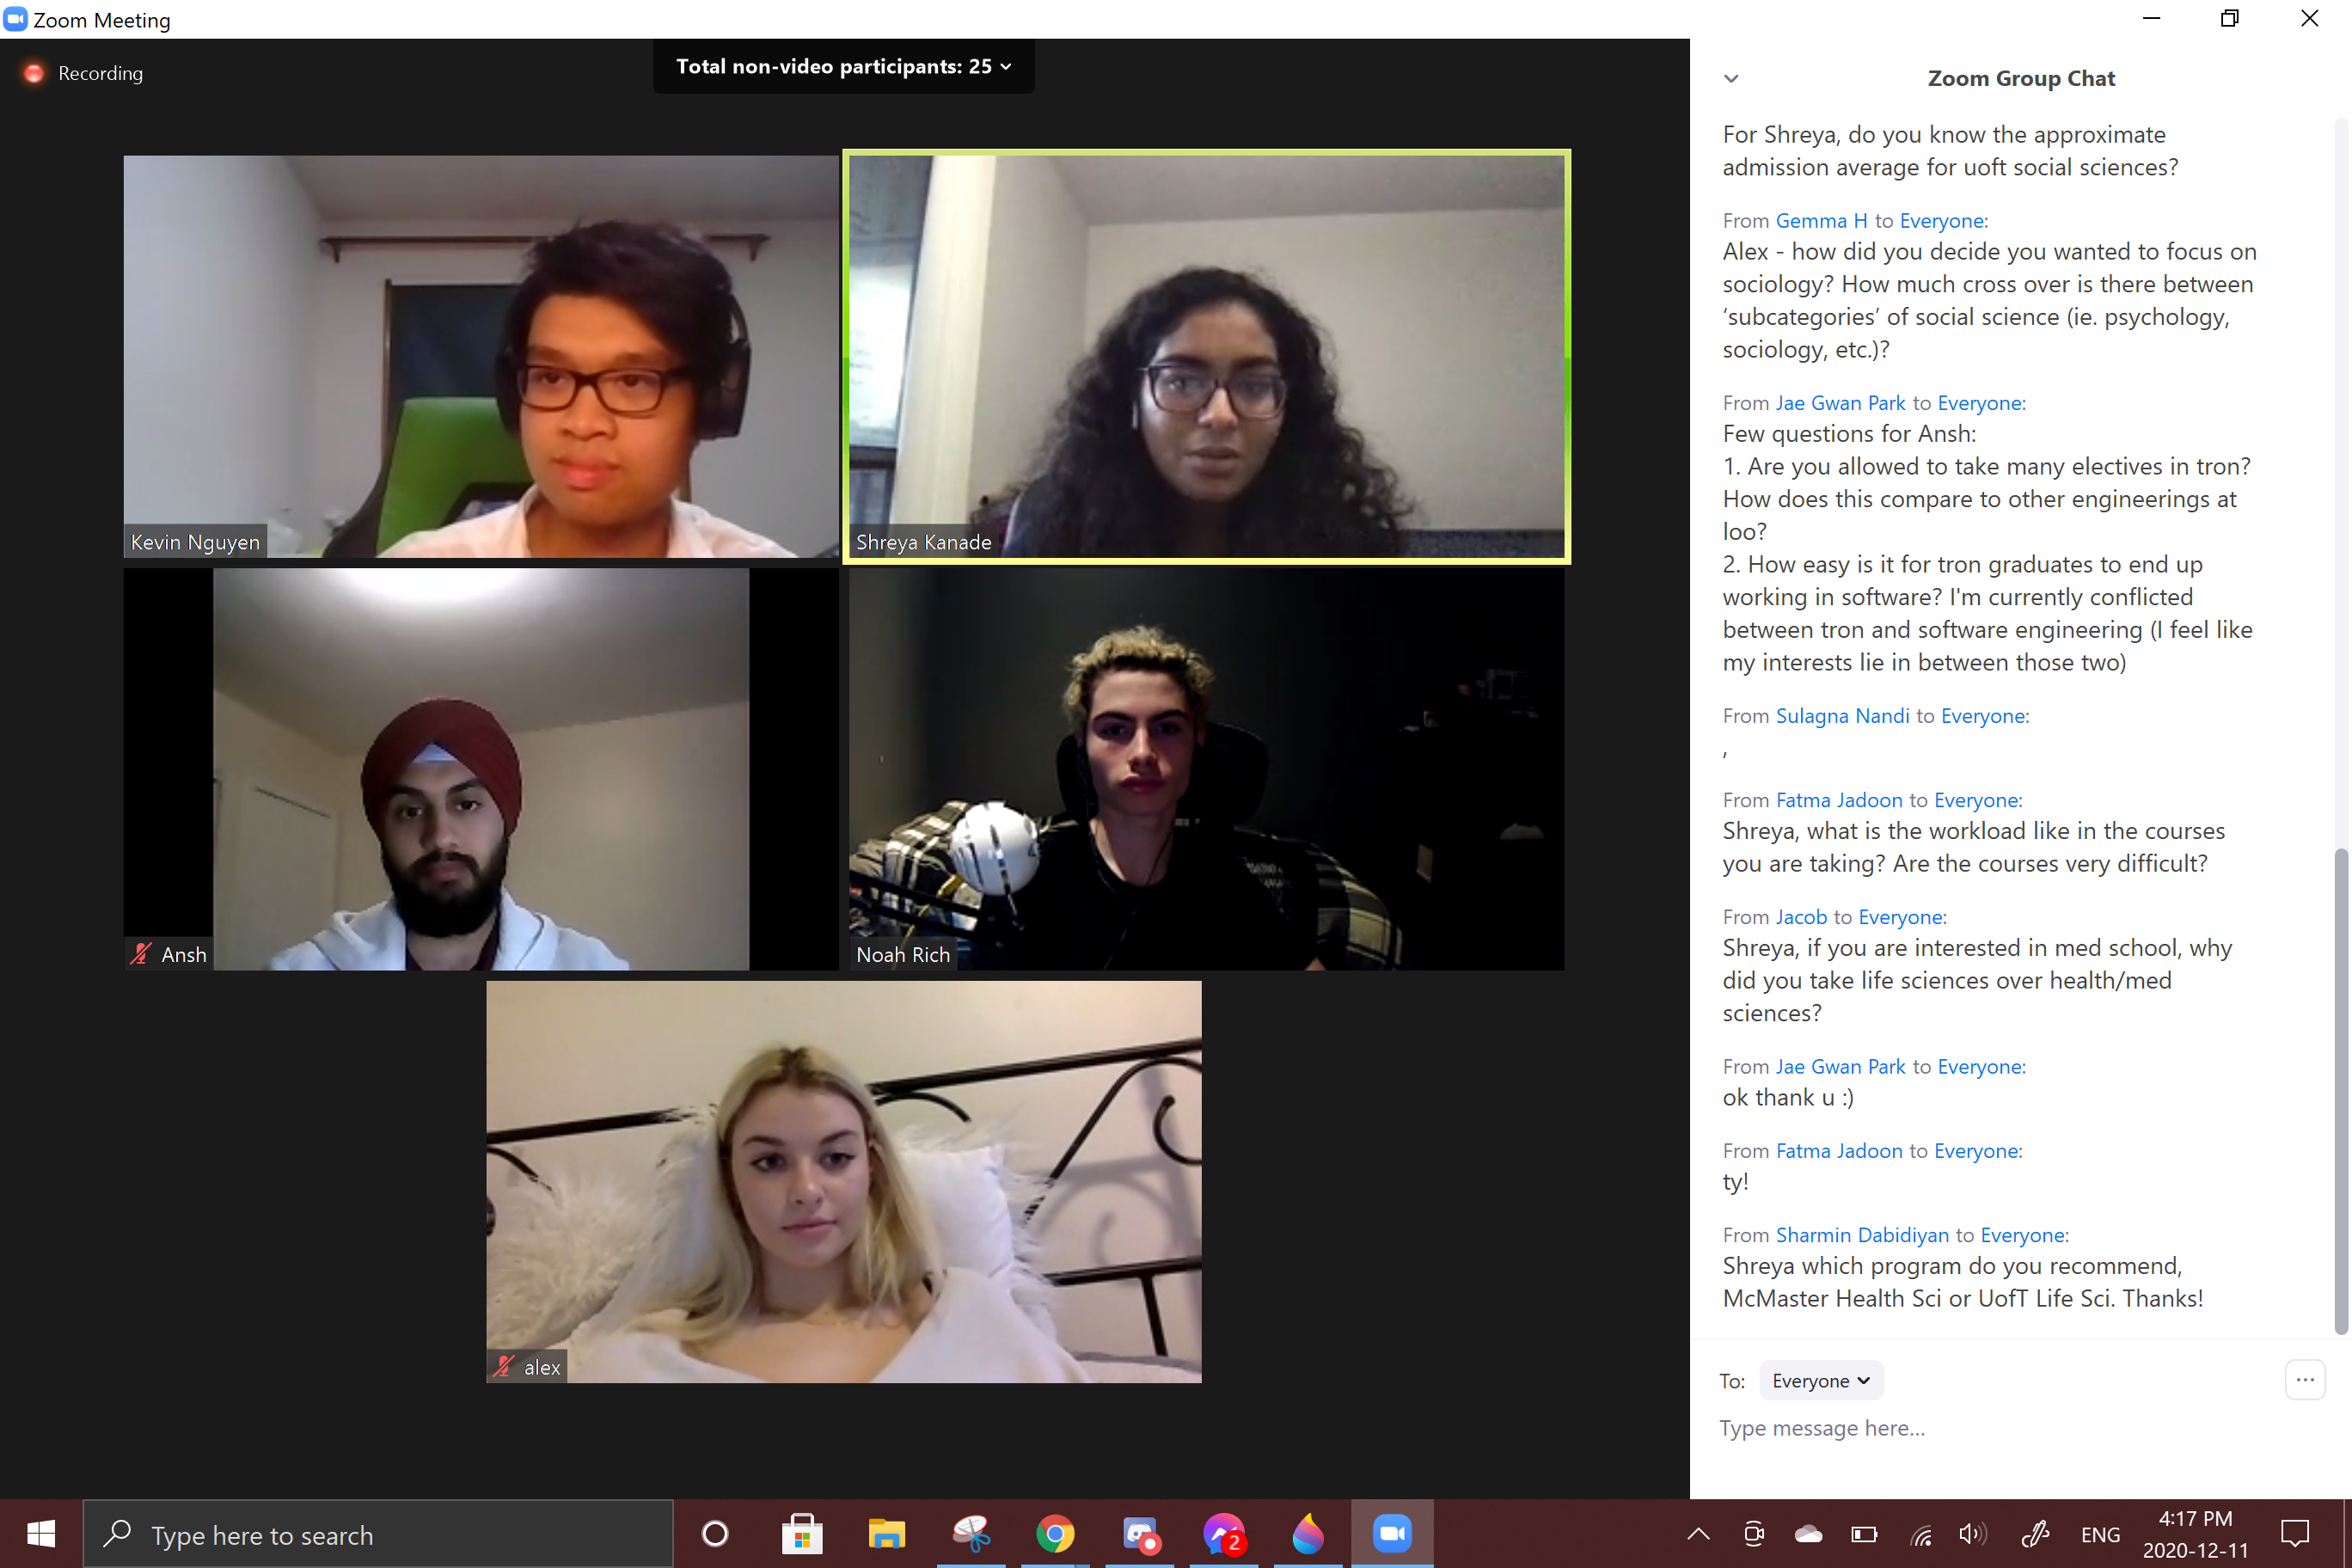 Zoom Meeting
Recording
Total non-video participants: 25
Kevin Nguyen
Shreya Kanade
Ansh
Noah Rich
alex
Zoom Group Chat
For Shreya, do you know the approximate
admission average for uoft social sciences?
From Gemma H to Everyone:
Alex - how did you decide you wanted to focus on
sociology? How much cross over is there between
‘subcategories’ of social science (ie. psychology,
sociology, etc.)?
From Jae Gwan Park to Everyone:
Few questions for Ansh:
1. Are you allowed to take many electives in tron?
How does this compare to other engineerings at
loo?
2. How easy is it for tron graduates to end up
working in software? I'm currently conflicted
between tron and software engineering (I feel like
my interests lie in between those two)
From Sulagna Nandi to Everyone:
,
From Fatma Jadoon to Everyone:
Shreya, what is the workload like in the courses
you are taking? Are the courses very difficult?
From Jacob to Everyone:
Shreya, if you are interested in med school, why
did you take life sciences over health/med
sciences?
From Jae Gwan Park to Everyone:
ok thank u :)
From Fatma Jadoon to Everyone:
ty!
From Sharmin Dabidiyan to Everyone:
Shreya which program do you recommend,
McMaster Health Sci or UofT Life Sci. Thanks!
To: Everyone
Type message here...
Type here to search
2
ENG
4:17 PM
2020-12-11